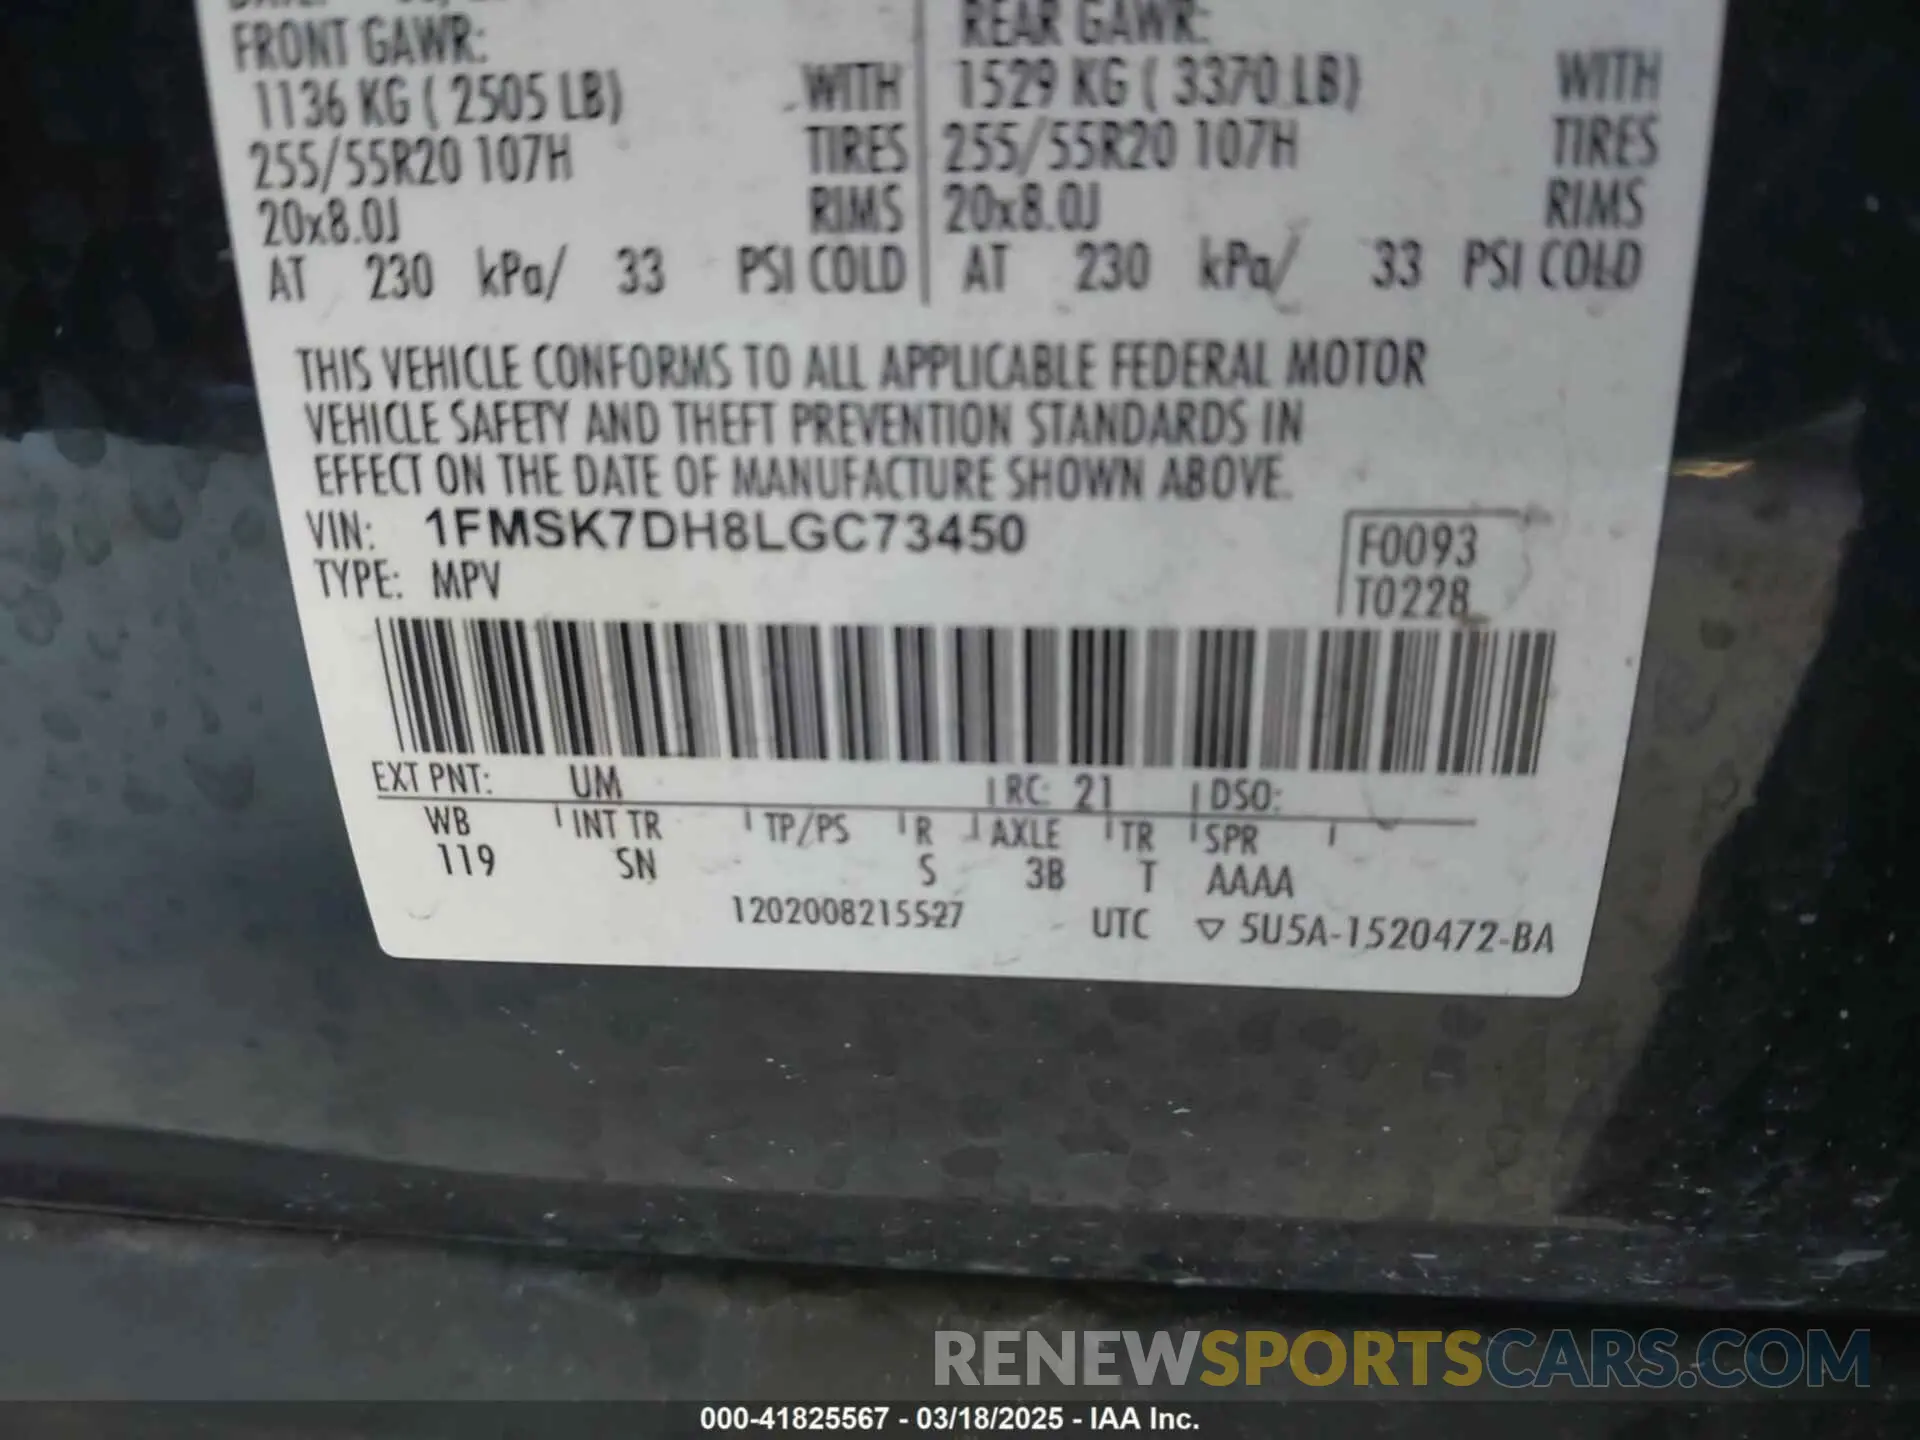 FRONT GAWR:
1136 KG ( 2505 LB) WITH
255/55R20 107H TIRES
20x8.0J RIMS
AT 230 kPa/ 33 PSI COLD
REAR GAWR:
1529 KG ( 3370 LB) WITH
255/55R20 107H TIRES
20x8.0J RIMS
AT 230 kPa/ 33 PSI COLD
THIS VEHICLE CONFORMS TO ALL APPLICABLE FEDERAL MOTOR
VEHICLE SAFETY AND THEFT PREVENTION STANDARDS IN
EFFECT ON THE DATE OF MANUFACTURE SHOWN ABOVE.
VIN: 1FMSK7DH8LGC73450
TYPE: MPV
F0093
T0228
EXT PNT: UM RC: 21 DSO:
WB INT TR TP/PS R AXLE TR SPR
119 SN S 3B T AAAA
1202008215527 UTC ▽ 5U5A-1520472-BA
RENEWSPORTSCARS.COM
000-41825567 - 03/18/2025 - IAA Inc.